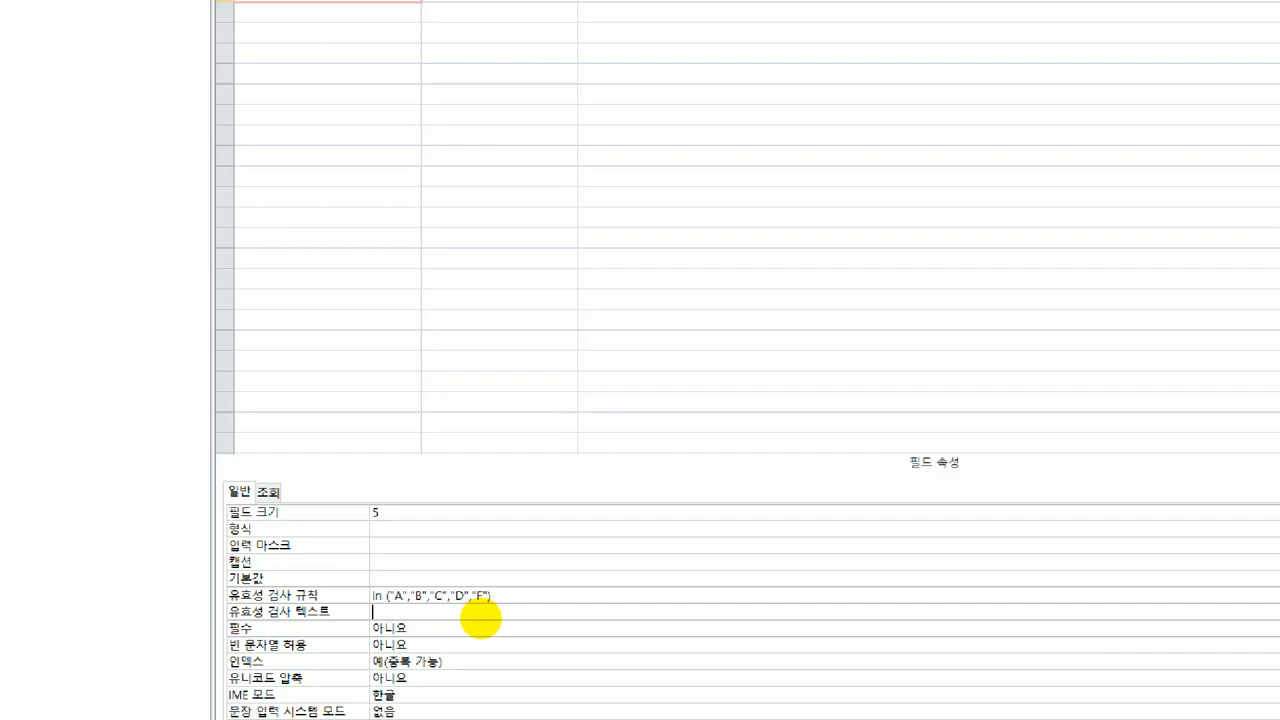 필드 속성
일반 조회
필드 크기 5
형식
입력 마스크
캡션
기본값
유효성 검사 규칙 In ("A","B","C","D","F")
유효성 검사 텍스트
필수 아니요
빈 문자열 허용 아니요
인덱스 예(중복 가능)
유니코드 압축 아니요
IME 모드 한글
문장 입력 시스템 모드 없음